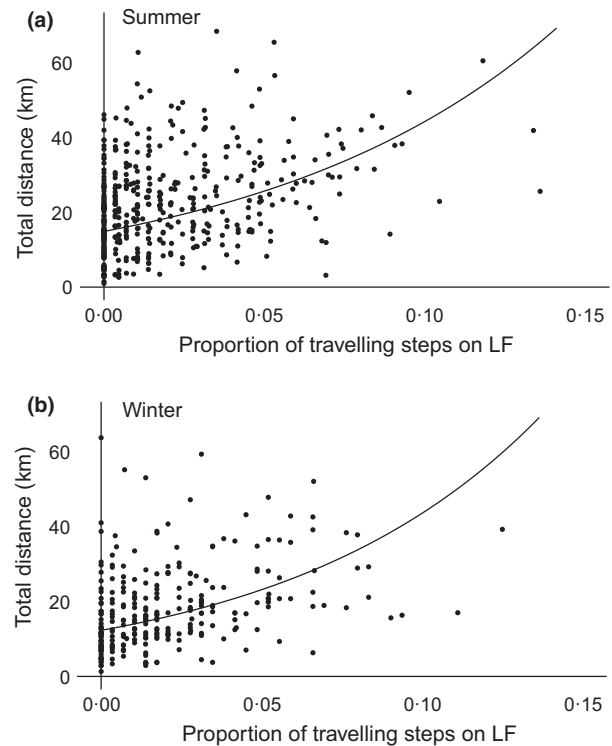 (a) Summer
Total distance (km)
60
40
20
0
0·00 0·05 0·10 0·15
Proportion of travelling steps on LF
(b) Winter
Total distance (km)
60
40
20
0
0·00 0·05 0·10 0·15
Proportion of travelling steps on LF